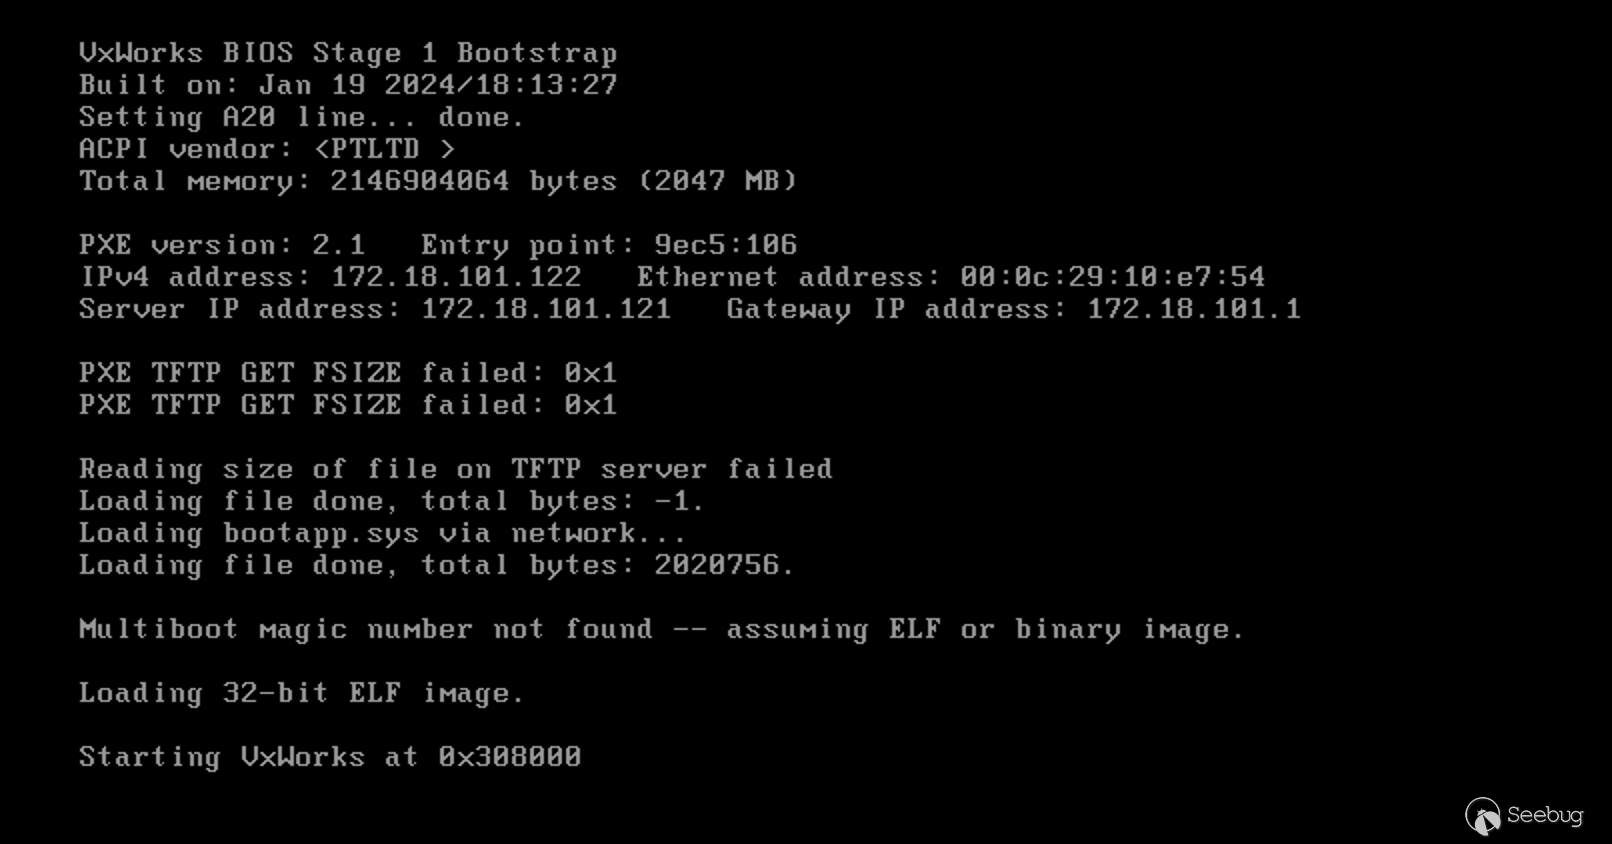 VxWorks BIOS Stage 1 Bootstrap
Built on: Jan 19 2024/18:13:27
Setting A20 line... done.
ACPI vendor: <PTLTD >
Total memory: 2146904064 bytes (2047 MB)
PXE version: 2.1   Entry point: 9ec5:106
IPv4 address: 172.18.101.122   Ethernet address: 00:0c:29:10:e7:54
Server IP address: 172.18.101.121   Gateway IP address: 172.18.101.1
PXE TFTP GET FSIZE failed: 0x1
PXE TFTP GET FSIZE failed: 0x1
Reading size of file on TFTP server failed
Loading file done, total bytes: -1.
Loading bootapp.sys via network...
Loading file done, total bytes: 2020756.
Multiboot magic number not found -- assuming ELF or binary image.
Loading 32-bit ELF image.
Starting VxWorks at 0x308000
Seebug